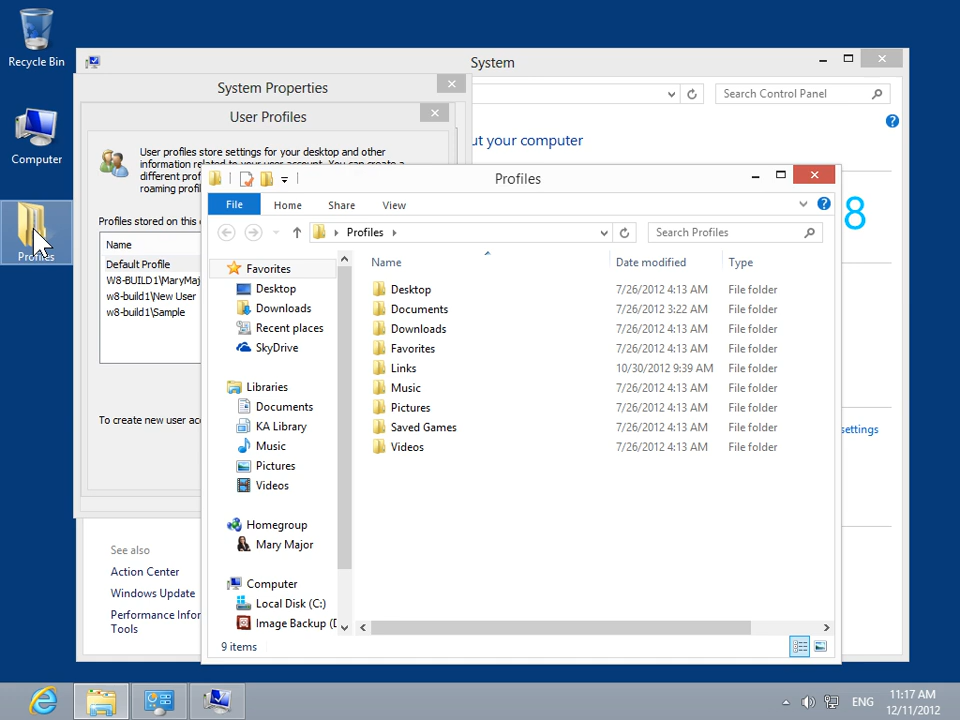 Recycle Bin
Computer
Profiles
System
Search Control Panel
ut your computer
8
settings
See also
Action Center
Windows Update
Performance Infor
Tools
System Properties
User Profiles
User profiles store settings for your desktop and other
information related to your user account. You can create a
different prof
roaming profi
Profiles stored on this c
Name
Default Profile
W8-BUILD1\MaryMaj
w8-build1\New User
w8-build1\Sample
To create new user acc
Profiles
File
Home
Share
View
Profiles
Search Profiles
Favorites
Desktop
Downloads
Recent places
SkyDrive
Libraries
Documents
KA Library
Music
Pictures
Videos
Homegroup
Mary Major
Computer
Local Disk (C:)
Image Backup (D
Name Date modified Type
Desktop 7/26/2012 4:13 AM File folder
Documents 7/26/2012 3:22 AM File folder
Downloads 7/26/2012 4:13 AM File folder
Favorites 7/26/2012 4:13 AM File folder
Links 10/30/2012 9:39 AM File folder
Music 7/26/2012 4:13 AM File folder
Pictures 7/26/2012 4:13 AM File folder
Saved Games 7/26/2012 4:13 AM File folder
Videos 7/26/2012 4:13 AM File folder
9 items
ENG
11:17 AM
12/11/2012